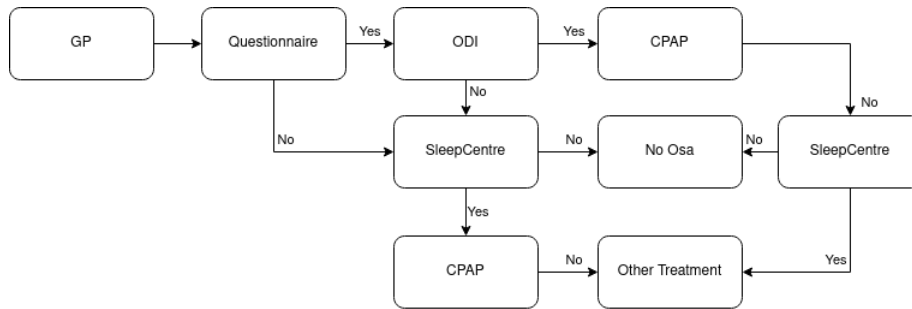 GP
Questionnaire
Yes
ODI
Yes
CPAP
No
No
No
SleepCentre
No
No Osa
No
SleepCentre
Yes
CPAP
No
Other Treatment
Yes